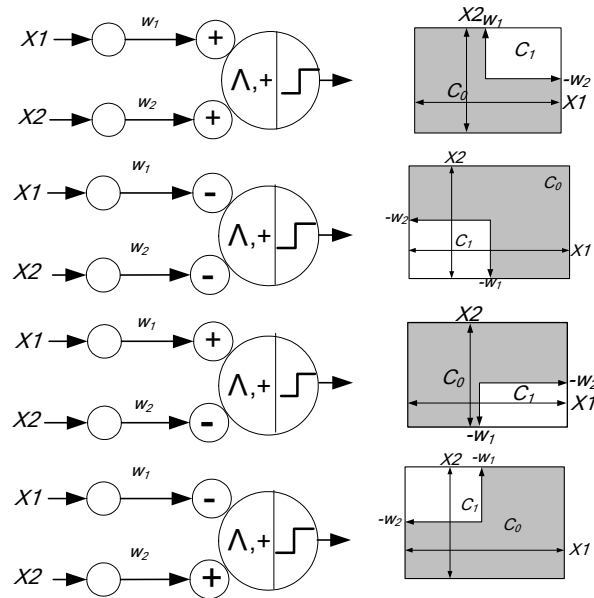 X1 w1 + Λ,+ X2 w1 C1
X2 w2 + C0 -w2 X1
X1 w1 - Λ,+ X2 C0
X2 w2 - -w2 C1 X1 -w1
X1 w1 + Λ,+ X2 C0 -w2
X2 w2 - C1 X1 -w1
X1 w1 - Λ,+ X2 -w1 C1
X2 w2 + -w2 C0 X1